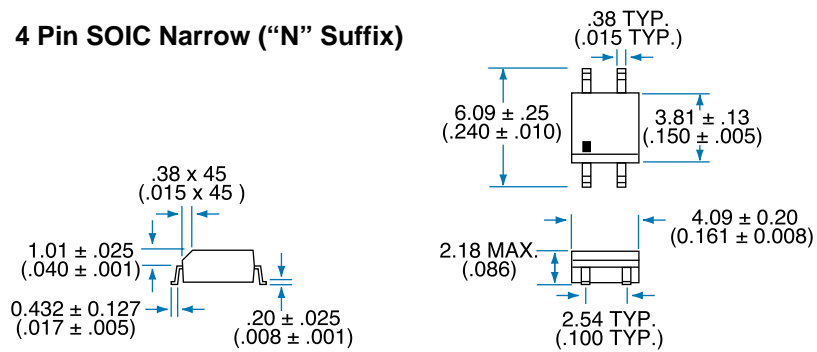 4 Pin SOIC Narrow (“N” Suffix)
.38 TYP.
(.015 TYP.)
6.09 ± .25
(.240 ± .010)
3.81 ± .13
(.150 ± .005)
.38 x 45
(.015 x 45 )
1.01 ± .025
(.040 ± .001)
0.432 ± 0.127
(.017 ± .005)
.20 ± .025
(.008 ± .001)
4.09 ± 0.20
(0.161 ± 0.008)
2.18 MAX.
(.086)
2.54 TYP.
(.100 TYP.)